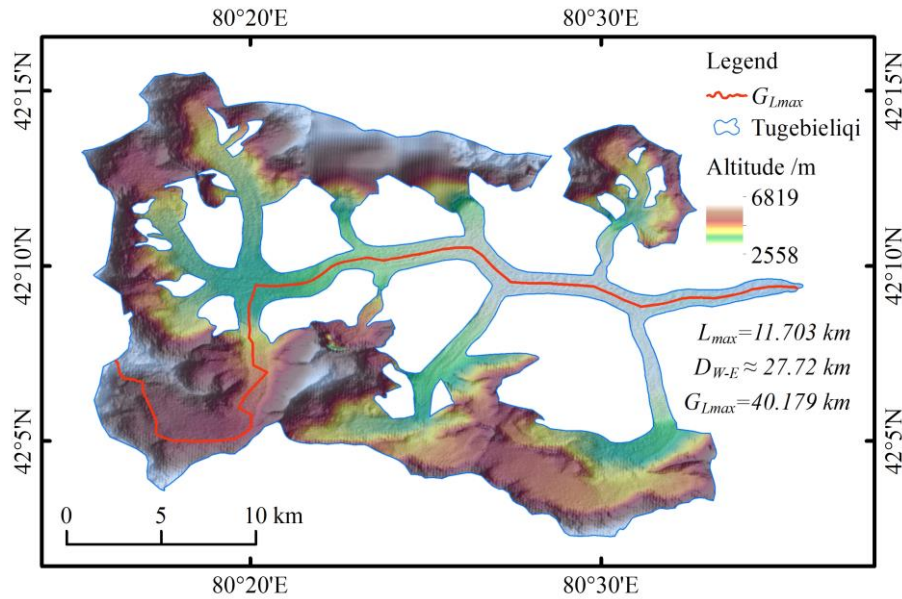 80°20'E 80°30'E
42°15'N
42°10'N
42°5'N
42°15'N
42°10'N
42°5'N
Legend
G_Lmax
Tugebieliqi
Altitude /m
6819
2558
L_max=11.703 km
D_W-E ≈ 27.72 km
G_Lmax=40.179 km
0 5 10 km
80°20'E 80°30'E